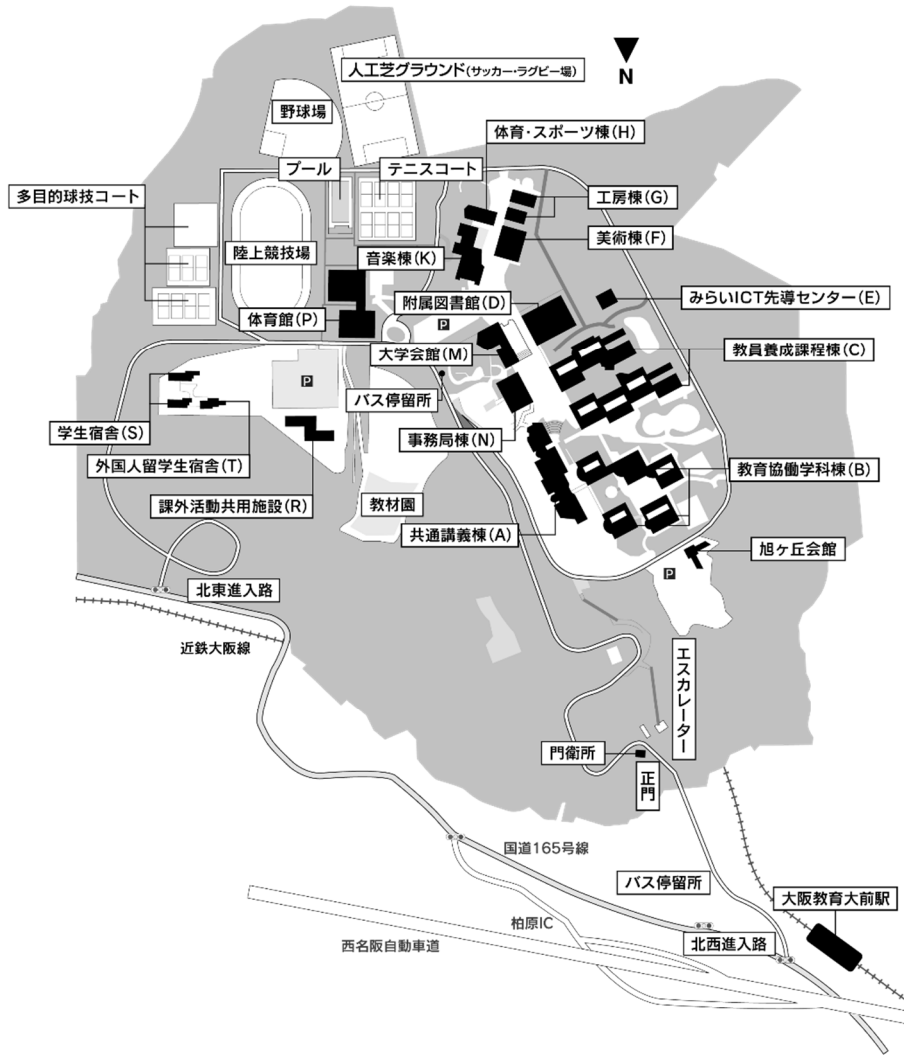 人工芝グラウンド(サッカー・ラグビー場)
N
野球場
体育・スポーツ棟(H)
プール
テニスコート
多目的球技コート
工房棟(G)
美術棟(F)
陸上競技場
音楽棟(K)
附属図書館(D)
みらいICT先導センター(E)
体育館(P)
P
大学会館(M)
教員養成課程棟(C)
P
バス停留所
学生宿舎(S)
事務局棟(N)
外国人留学生宿舎(T)
教育協働学科棟(B)
課外活動共用施設(R)
教材園
共通講義棟(A)
旭ヶ丘会館
P
北東進入路
近鉄大阪線
エスカレーター
門衛所
正門
国道165号線
バス停留所
大阪教育大前駅
柏原IC
西名阪自動車道
北西進入路